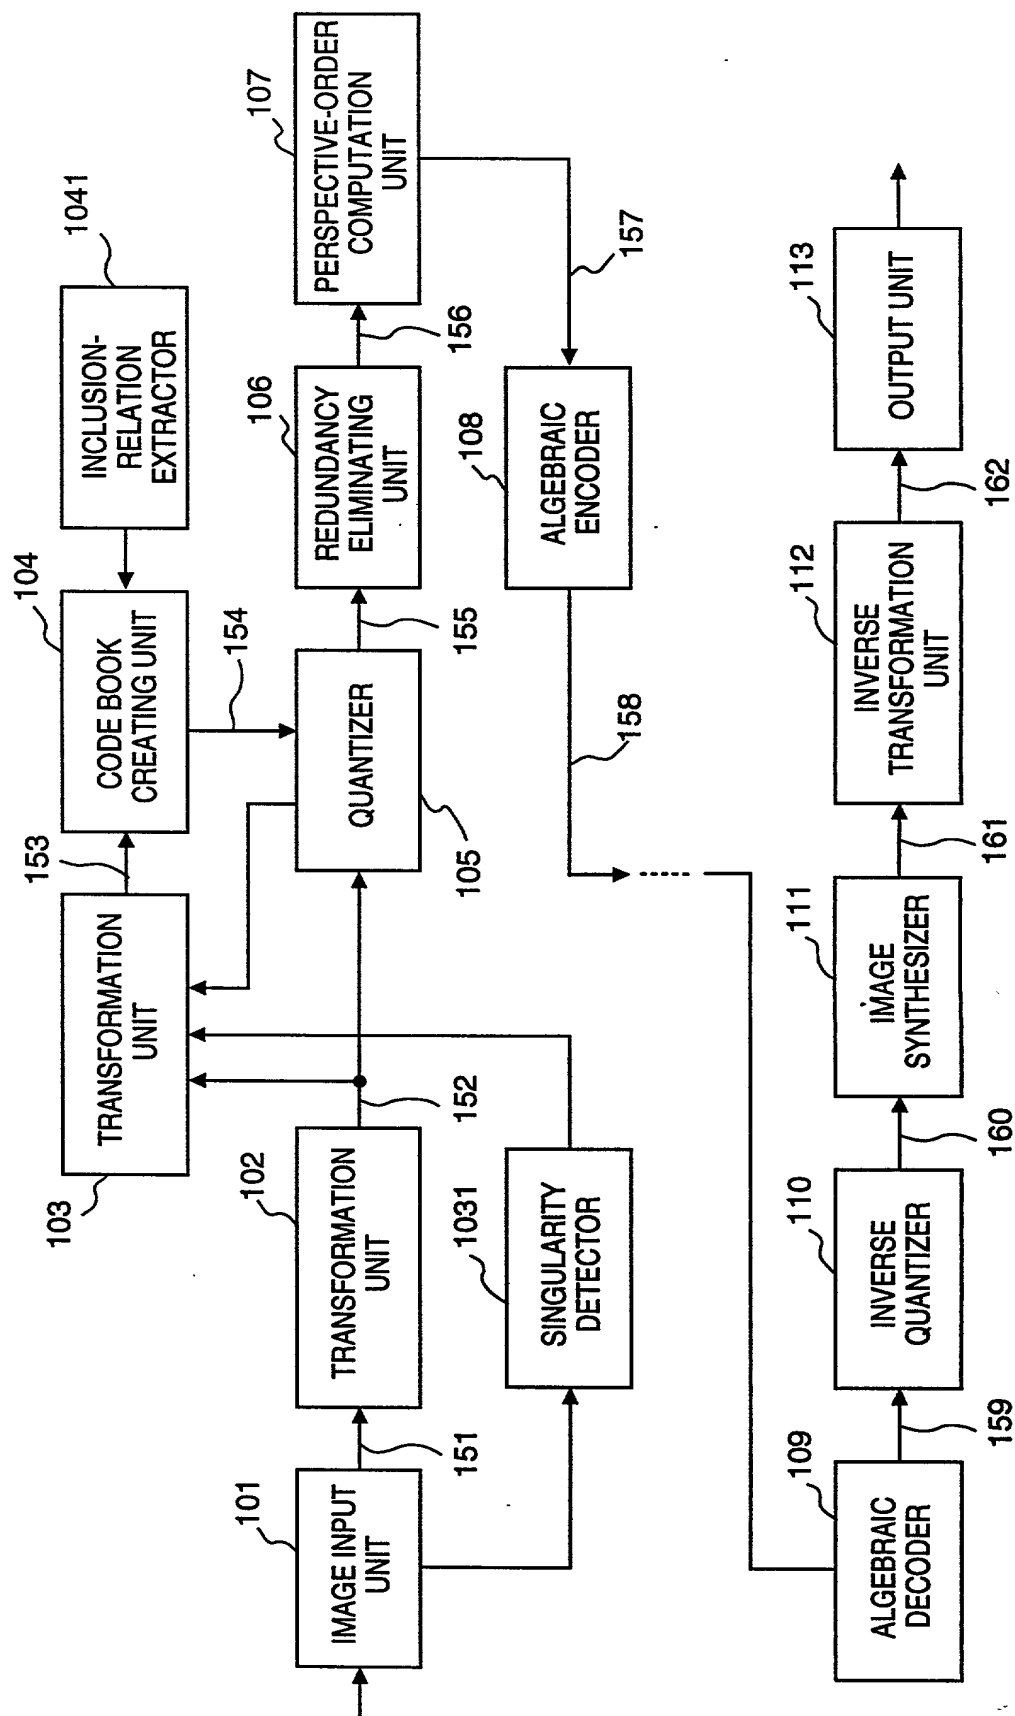 103
TRANSFORMATION
UNIT
153
104
CODE BOOK
CREATING UNIT
1041
INCLUSION-
RELATION
EXTRACTOR
154
101
IMAGE INPUT
UNIT
151
102
TRANSFORMATION
UNIT
152
QUANTIZER
105
155
106
REDUNDANCY
ELIMINATING
UNIT
156
107
PERSPECTIVE-ORDER
COMPUTATION
UNIT
1031
SINGULARITY
DETECTOR
158
108
ALGEBRAIC
ENCODER
157
109
ALGEBRAIC
DECODER
159
110
INVERSE
QUANTIZER
160
111
IMAGE
SYNTHESIZER
161
112
INVERSE
TRANSFORMATION
UNIT
162
113
OUTPUT UNIT